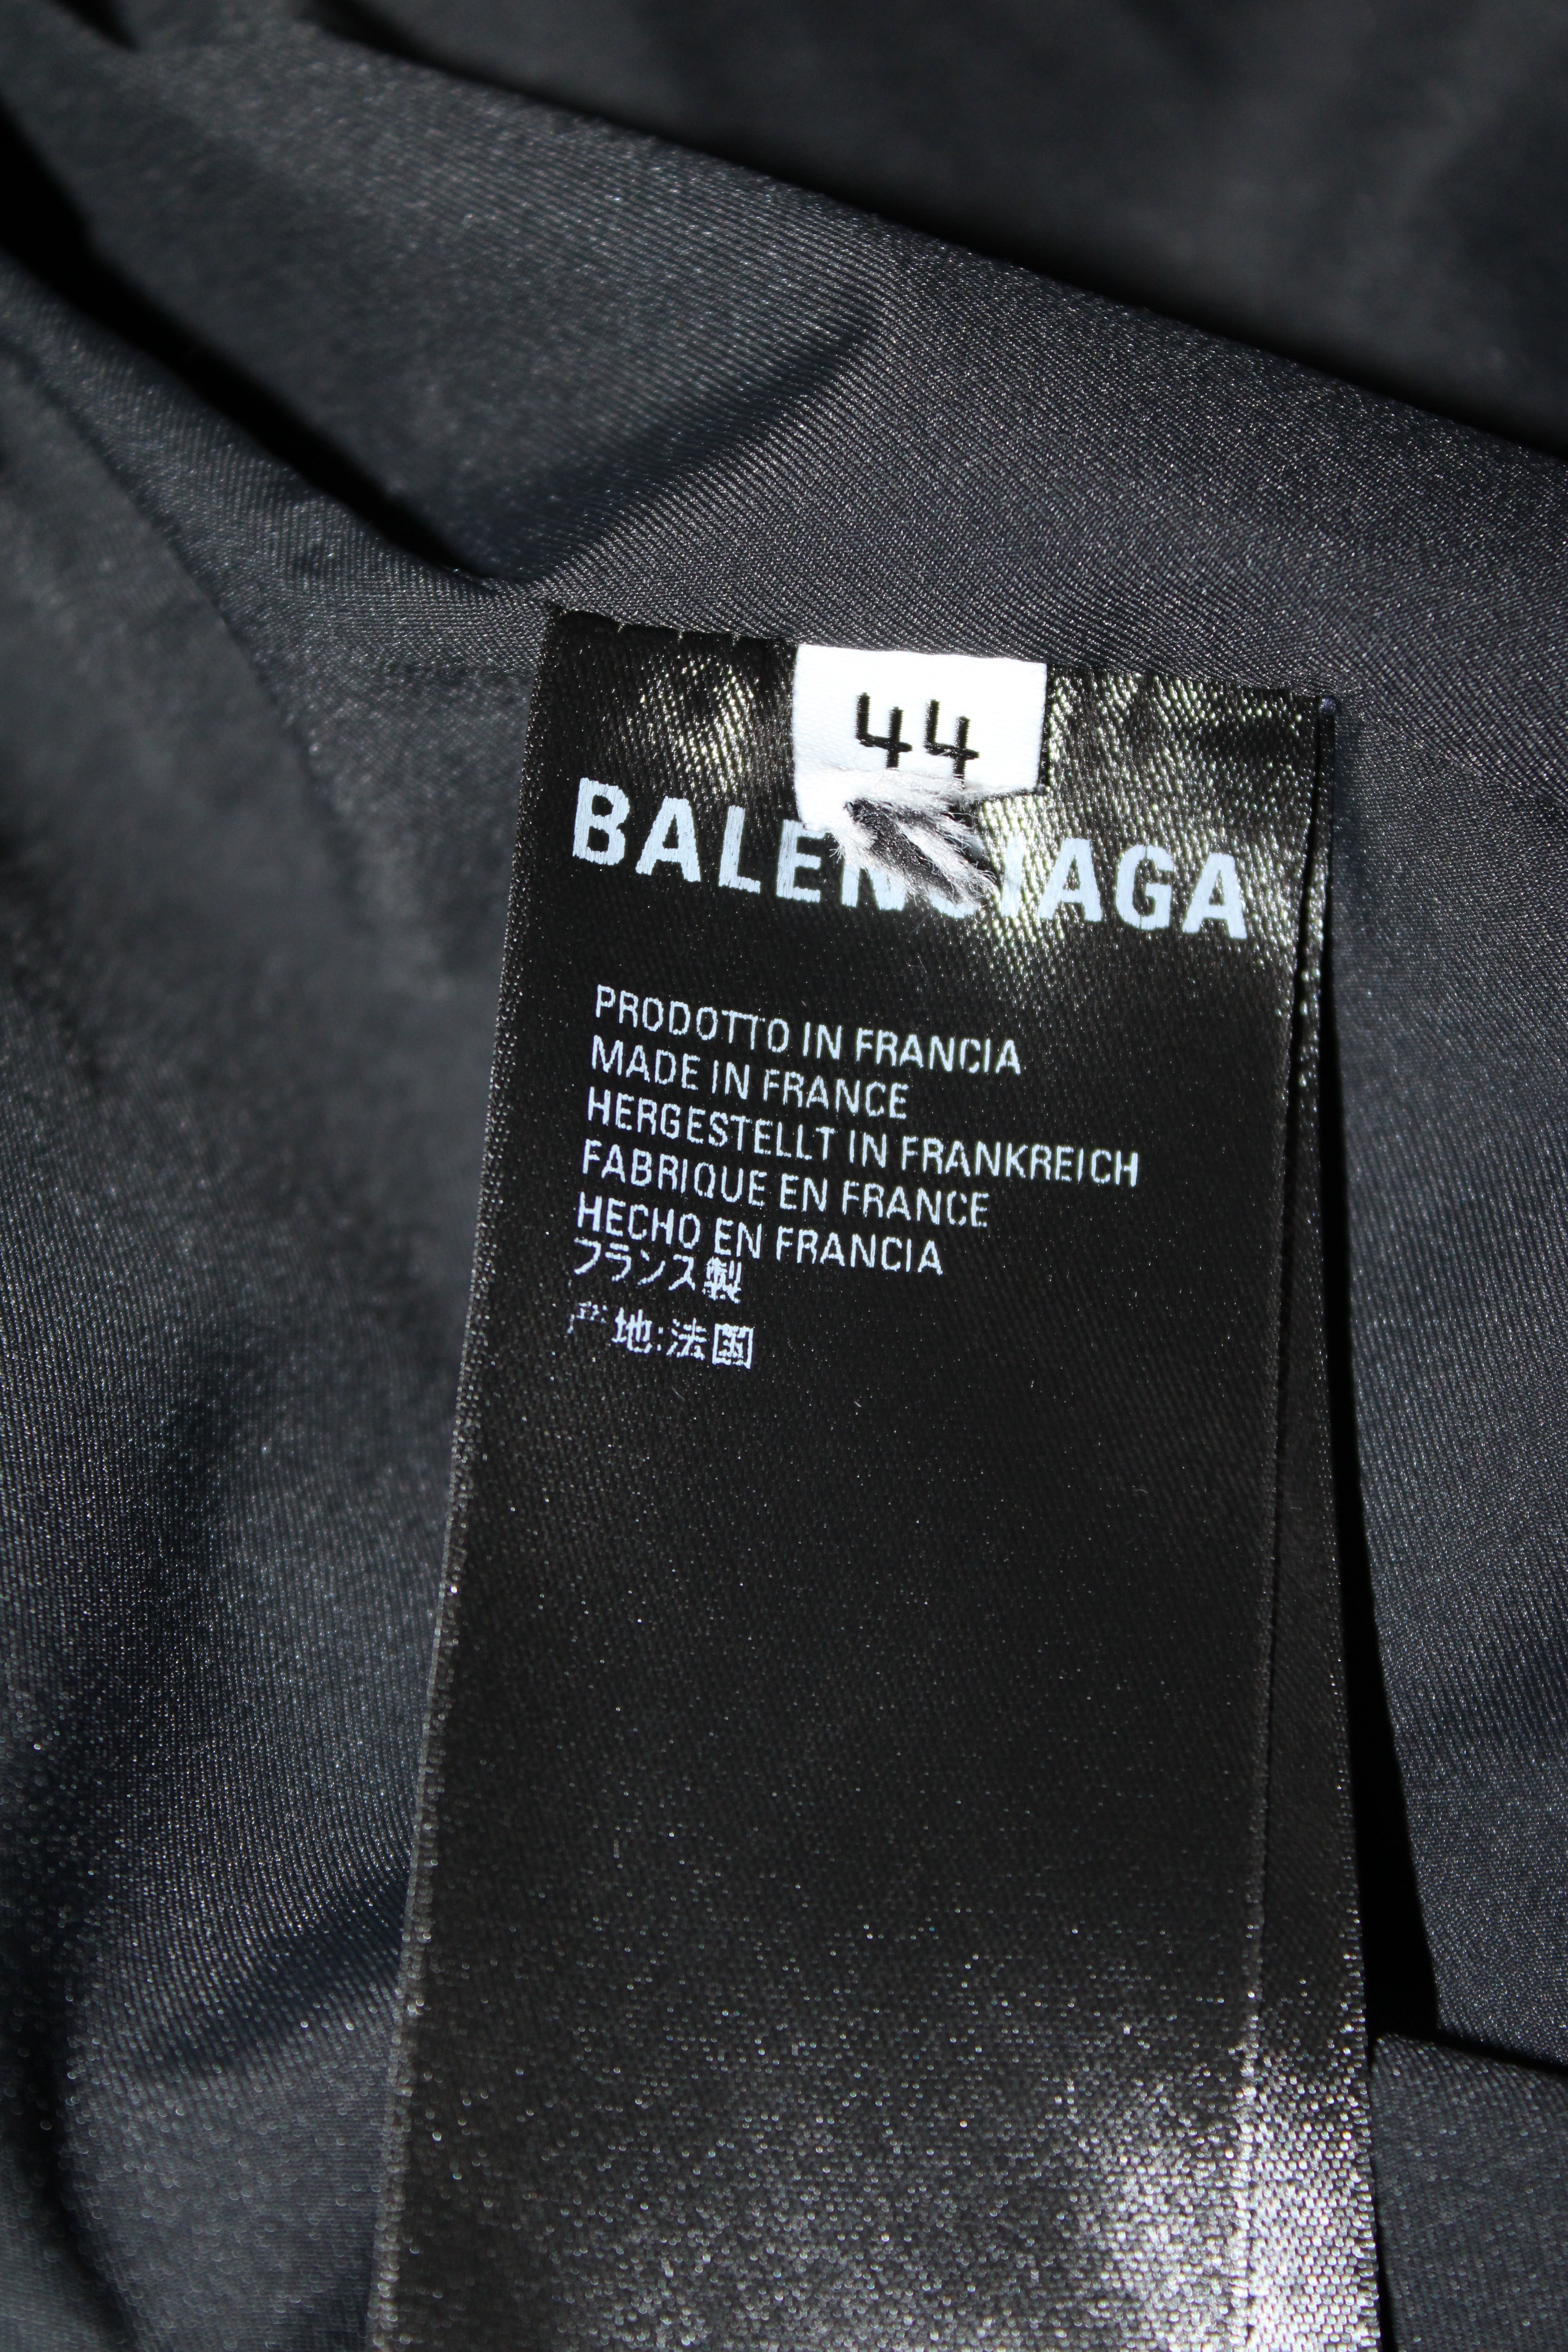 44
BALENCIAGA
PRODOTTO IN FRANCIA
MADE IN FRANCE
HERGESTELLT IN FRANKREICH
FABRIQUE EN FRANCE
HECHO EN FRANCIA
フランス製
产地:法国